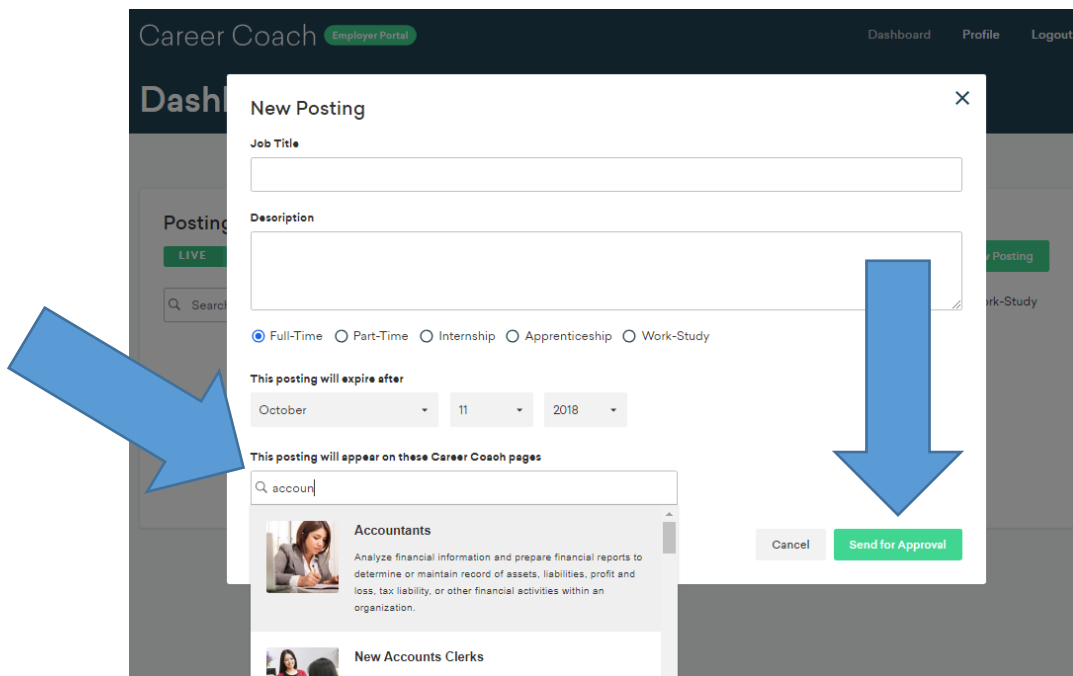 Career Coach Employer Portal Dashboard Profile Logout
Dash
New Posting
Job Title
Posting
Description
LIVE
Posting
Search
rk-Study
Full-Time Part-Time Internship Apprenticeship Work-Study
This posting will expire after
October 11 2018
This posting will appear on these Career Coach pages
accoun
Accountants
Analyze financial information and prepare financial reports to
determine or maintain record of assets, liabilities, profit and
loss, tax liability, or other financial activities within an
organization.
Cancel Send for Approval
New Accounts Clerks